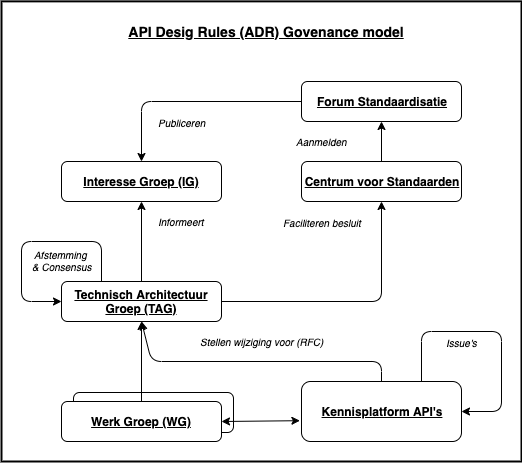 API Desig Rules (ADR) Govenance model
Forum Standaardisatie
Publiceren
Aanmelden
Interesse Groep (IG)
Centrum voor Standaarden
Informeert
Faciliteren besluit
Afstemming
& Consensus
Technisch Architectuur
Groep (TAG)
Stellen wijziging voor (RFC)
Issue's
Werk Groep (WG)
Kennisplatform API's